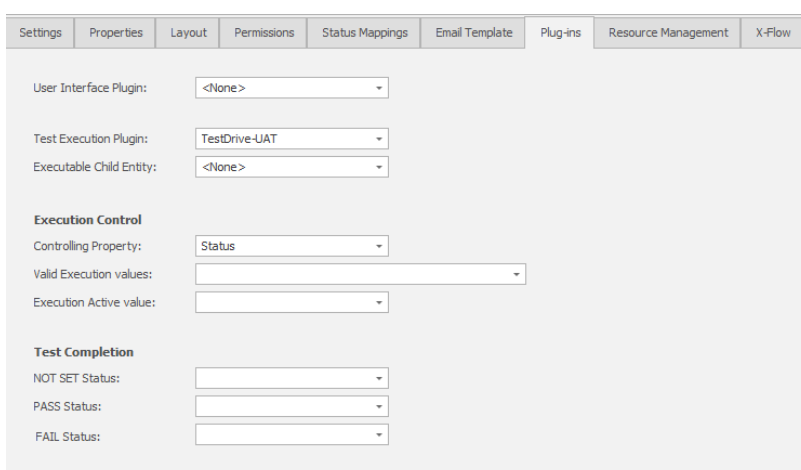 Settings Properties Layout Permissions Status Mappings Email Template Plug-ins Resource Management X-Flow
User Interface Plugin: <None>
Test Execution Plugin: TestDrive-UAT
Executable Child Entity: <None>
Execution Control
Controlling Property: Status
Valid Execution values:
Execution Active value:
Test Completion
NOT SET Status:
PASS Status:
FAIL Status: